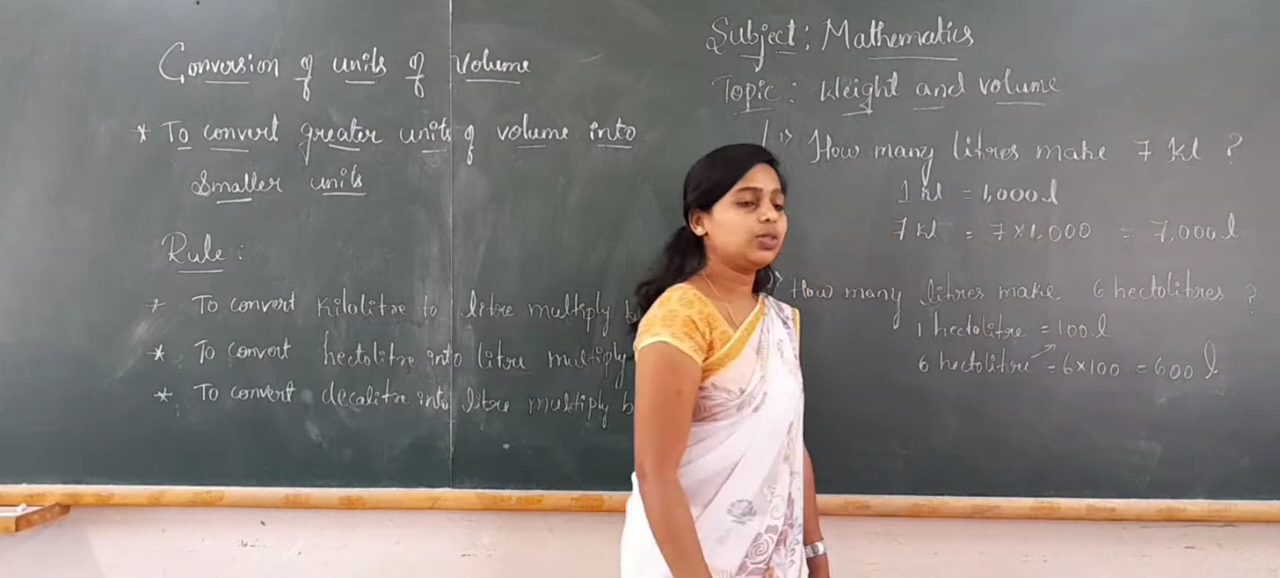 Conversion of units of Volume
* To convert greater units of volume into
Smaller units
Rule:
* To convert Kilolitre to litre multiply
* To convert hectolitre into litre multiply
* To convert decalitre into litre multiply b
Subject: Mathematics
Topic: Weight and volume
1) How many litres make 7 Kl ?
1 kl = 1,000 l
7 kl = 7 x 1,000 = 7,000 l
How many litres make 6 hectolitres ?
1 hectolitre = 100 l
6 hectolitre = 6 x 100 = 600 l